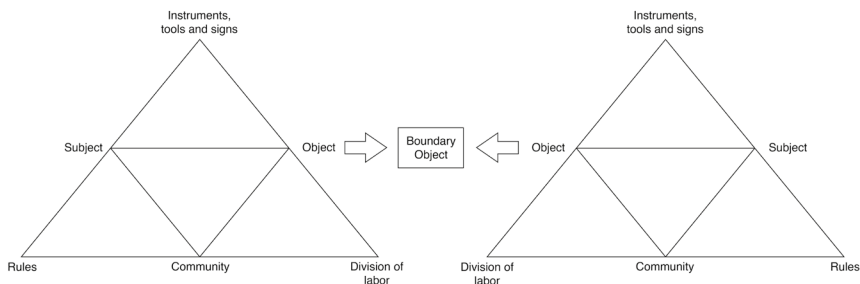 Instruments,
tools and signs
Instruments,
tools and signs
Subject
Object
Boundary
Object
Object
Subject
Rules
Community
Division of
labor
Division of
labor
Community
Rules